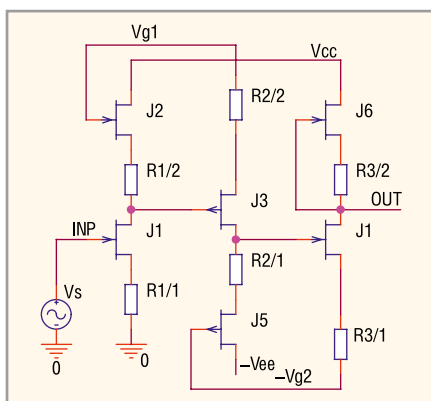 Vg1
Vcc
J2
R2/2
J6
R1/2
R3/2
J3
OUT
INP
J1
J1
R2/1
Vs
R1/1
J5
R3/1
–Vee
–Vg2
0
0